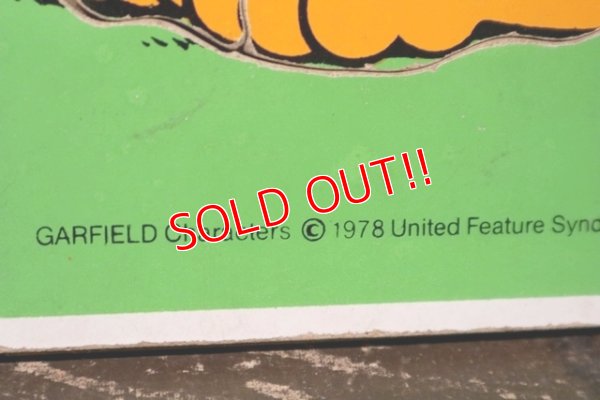 SOLD OUT!!
GARFIELD Characters © 1978 United Feature Synd